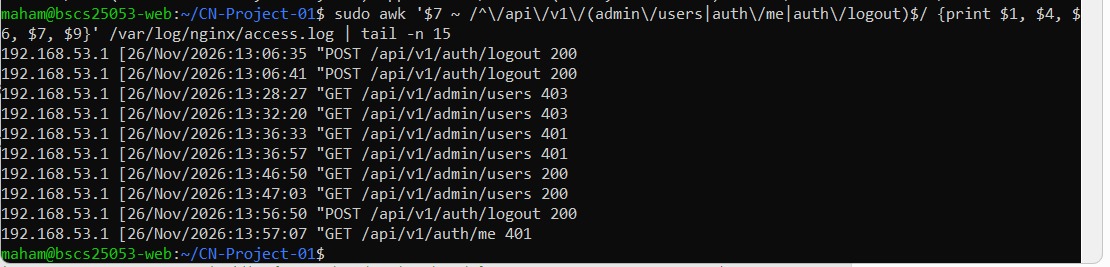 maham@bscs25053-web:~/CN-Project-01$ sudo awk '$7 ~ /^\/api\/v1\/(admin\/users|auth\/me|auth\/logout)$/ {print $1, $4, $
6, $7, $9}' /var/log/nginx/access.log | tail -n 15
192.168.53.1 [26/Nov/2026:13:06:35 "POST /api/v1/auth/logout 200
192.168.53.1 [26/Nov/2026:13:06:41 "POST /api/v1/auth/logout 200
192.168.53.1 [26/Nov/2026:13:28:27 "GET /api/v1/admin/users 403
192.168.53.1 [26/Nov/2026:13:32:20 "GET /api/v1/admin/users 403
192.168.53.1 [26/Nov/2026:13:36:33 "GET /api/v1/admin/users 401
192.168.53.1 [26/Nov/2026:13:36:57 "GET /api/v1/admin/users 401
192.168.53.1 [26/Nov/2026:13:46:50 "GET /api/v1/admin/users 200
192.168.53.1 [26/Nov/2026:13:47:03 "GET /api/v1/admin/users 200
192.168.53.1 [26/Nov/2026:13:56:50 "POST /api/v1/auth/logout 200
192.168.53.1 [26/Nov/2026:13:57:07 "GET /api/v1/auth/me 401
maham@bscs25053-web:~/CN-Project-01$